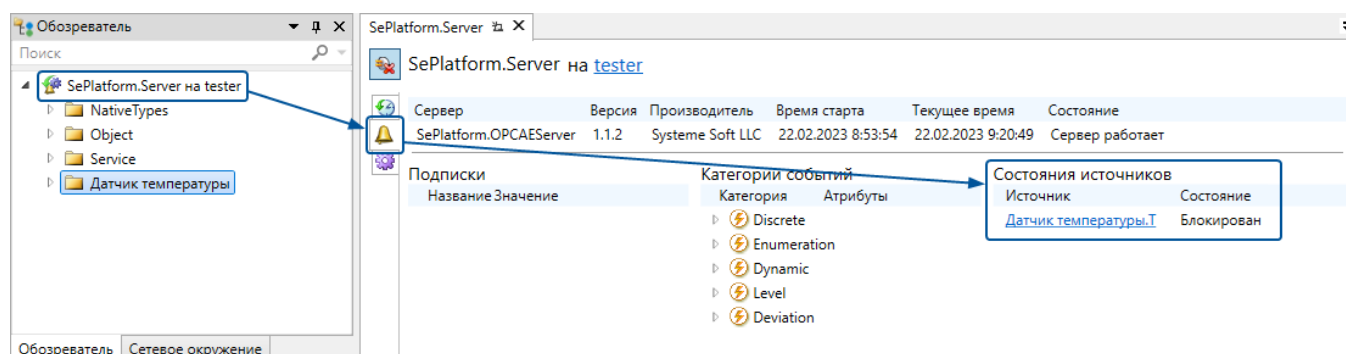 Обозреватель
Поиск
SePlatform.Server на tester
NativeTypes
Object
Service
Датчик температуры
Обозреватель Сетевое окружение
SePlatform.Server
SePlatform.Server на tester
Сервер Версия Производитель Время старта Текущее время Состояние
SePlatform.OPCAEServer 1.1.2 Systeme Soft LLC 22.02.2023 8:53:54 22.02.2023 9:20:49 Сервер работает
Подписки
Название Значение
Категории событий
Категория Атрибуты
Discrete
Enumeration
Dynamic
Level
Deviation
Состояния источников
Источник Состояние
Датчик температуры.T Блокирован